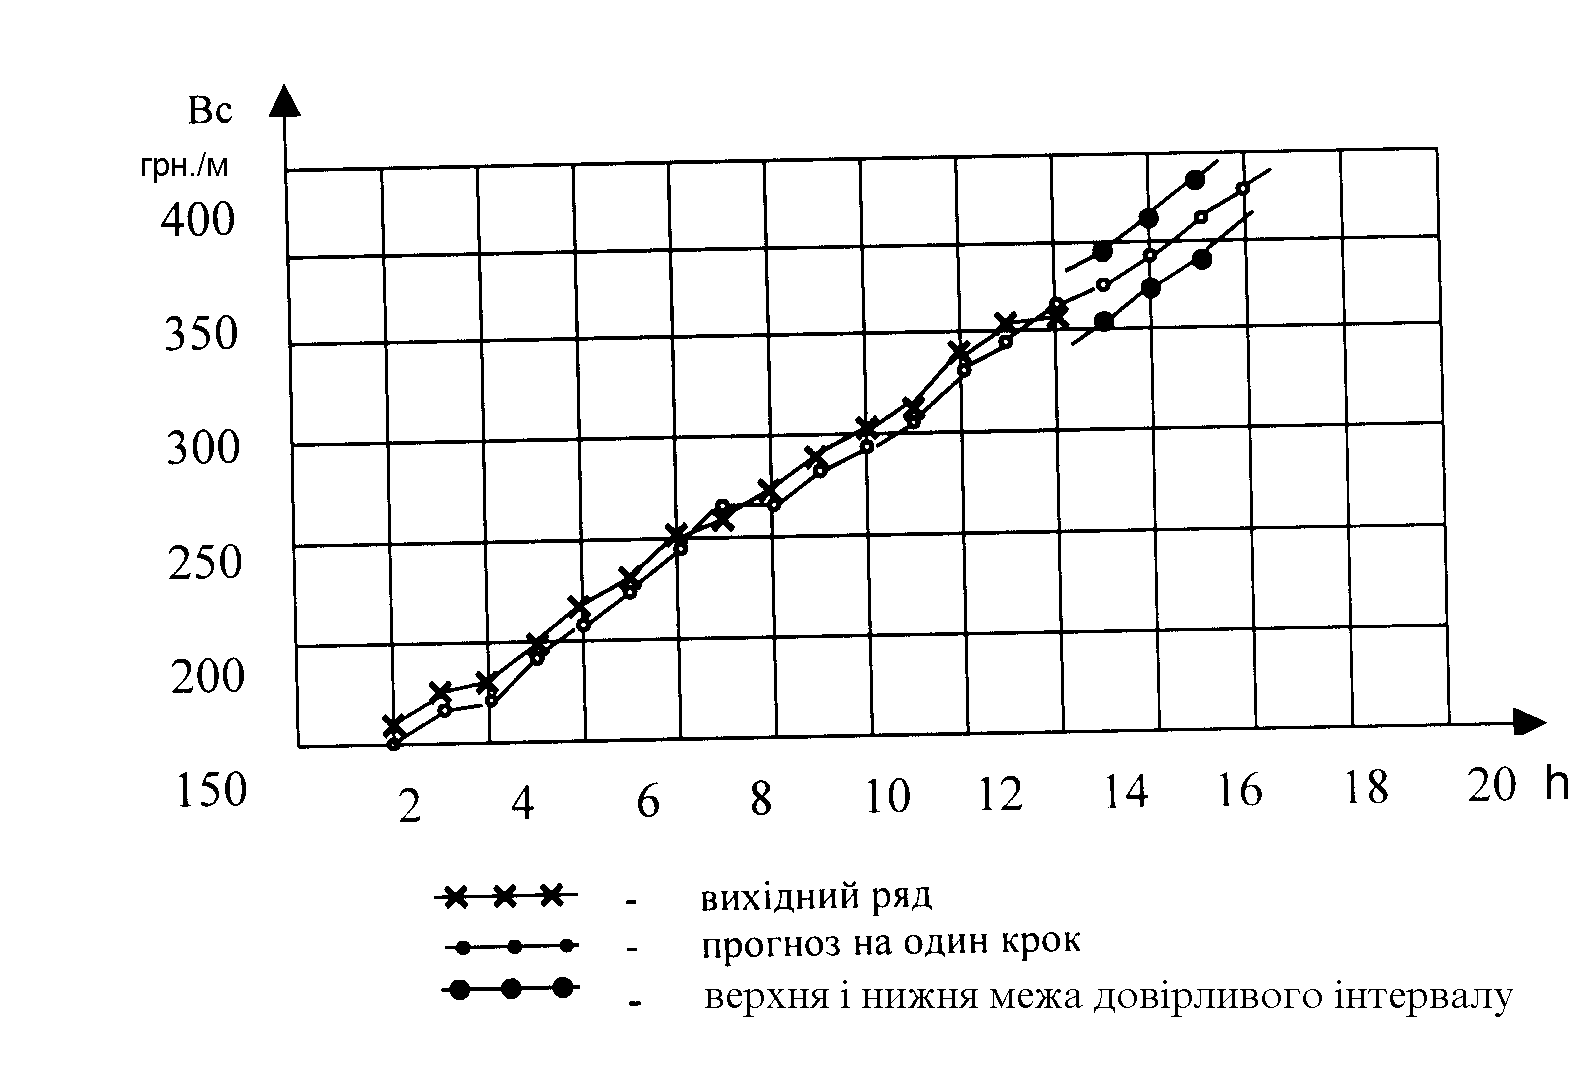 Вс
грн./м
400
350
300
250
200
150
2 4 6 8 10 12 14 16 18 20 h
- вихідний ряд
- прогноз на один крок
- верхня і нижня межа довірливого інтервалу